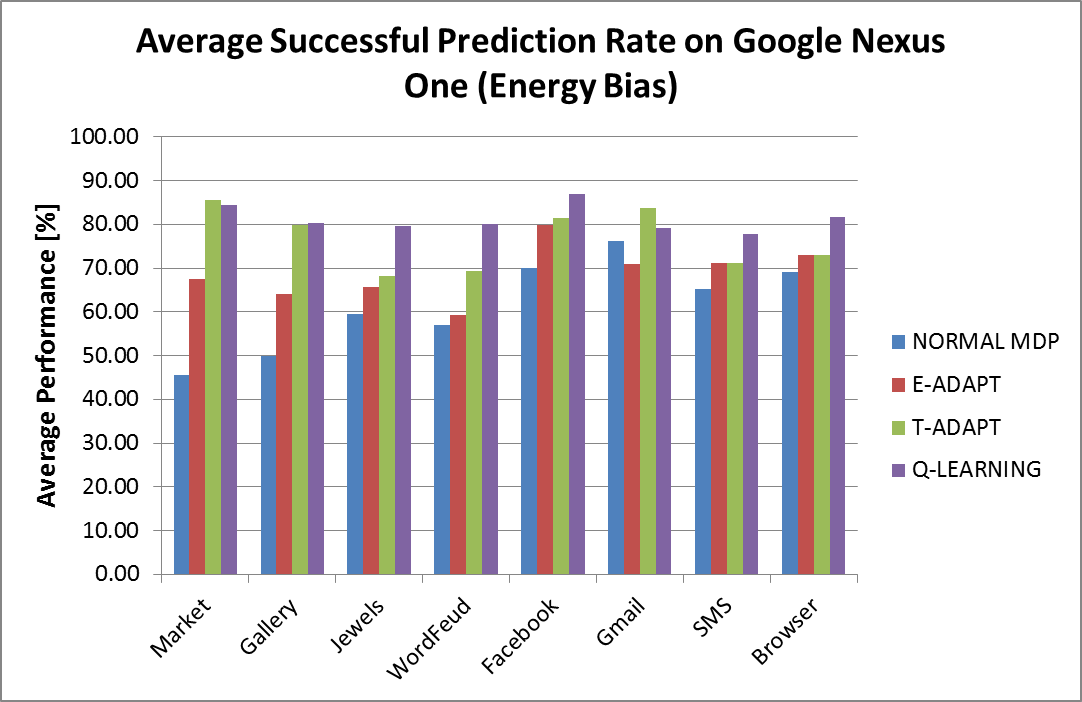 Average Successful Prediction Rate on Google Nexus
One (Energy Bias)
Average Performance [%]
100.00
90.00
80.00
70.00
60.00
50.00
40.00
30.00
20.00
10.00
0.00
Market
Gallery
Jewels
WordFeud
Facebook
Gmail
SMS
Browser
NORMAL MDP
E-ADAPT
T-ADAPT
Q-LEARNING